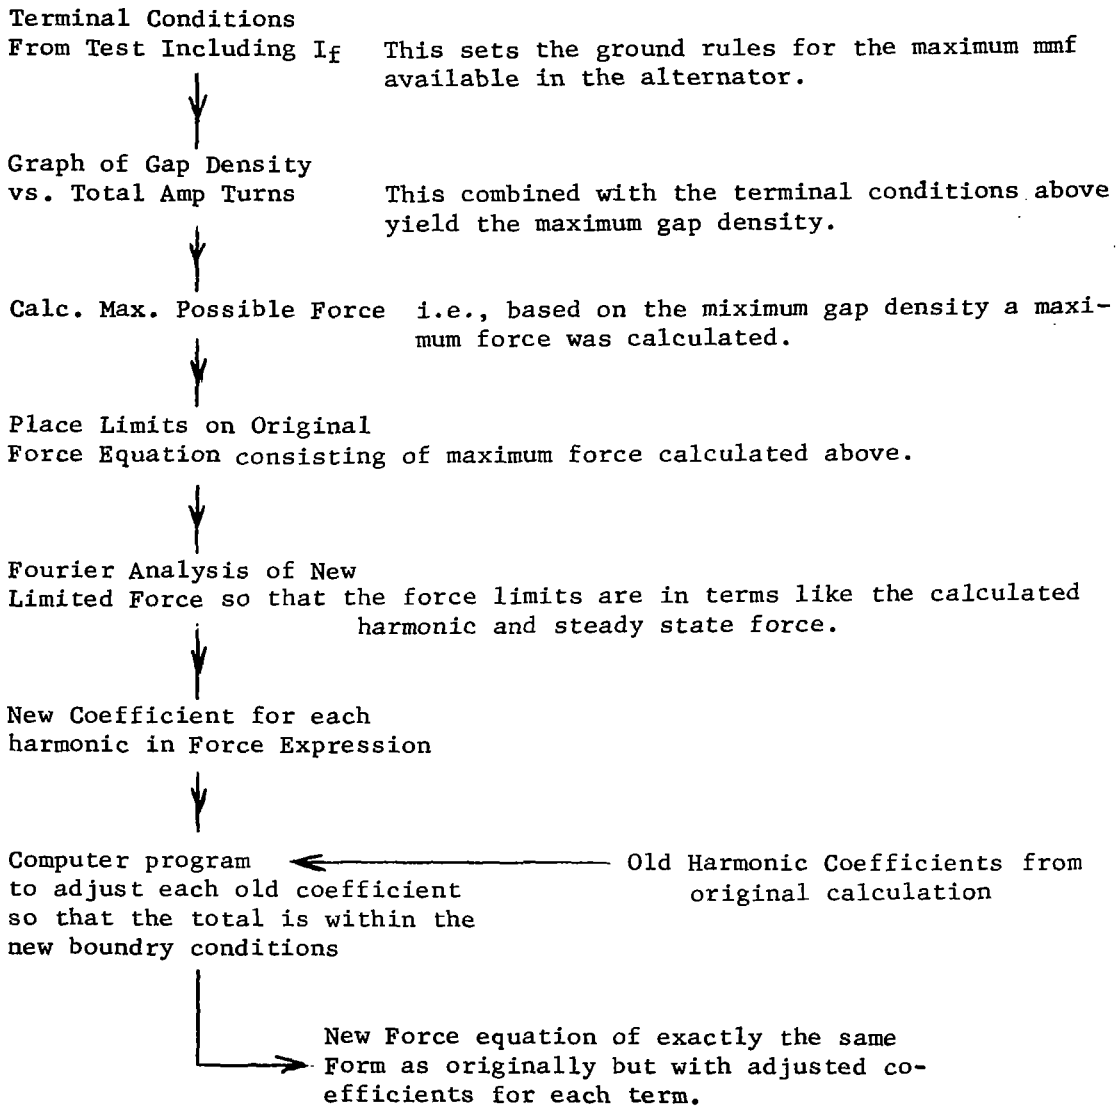 Terminal Conditions
From Test Including If
This sets the ground rules for the maximum mmf
available in the alternator.
Graph of Gap Density
vs. Total Amp Turns
This combined with the terminal conditions above
yield the maximum gap density.
Calc. Max. Possible Force
i.e., based on the miximum gap density a maxi-
mum force was calculated.
Place Limits on Original
Force Equation consisting of maximum force calculated above.
Fourier Analysis of New
Limited Force so that the force limits are in terms like the calculated
harmonic and steady state force.
New Coefficient for each
harmonic in Force Expression
Computer program
to adjust each old coefficient
so that the total is within the
new boundry conditions
Old Harmonic Coefficients from
original calculation
New Force equation of exactly the same
Form as originally but with adjusted co-
efficients for each term.